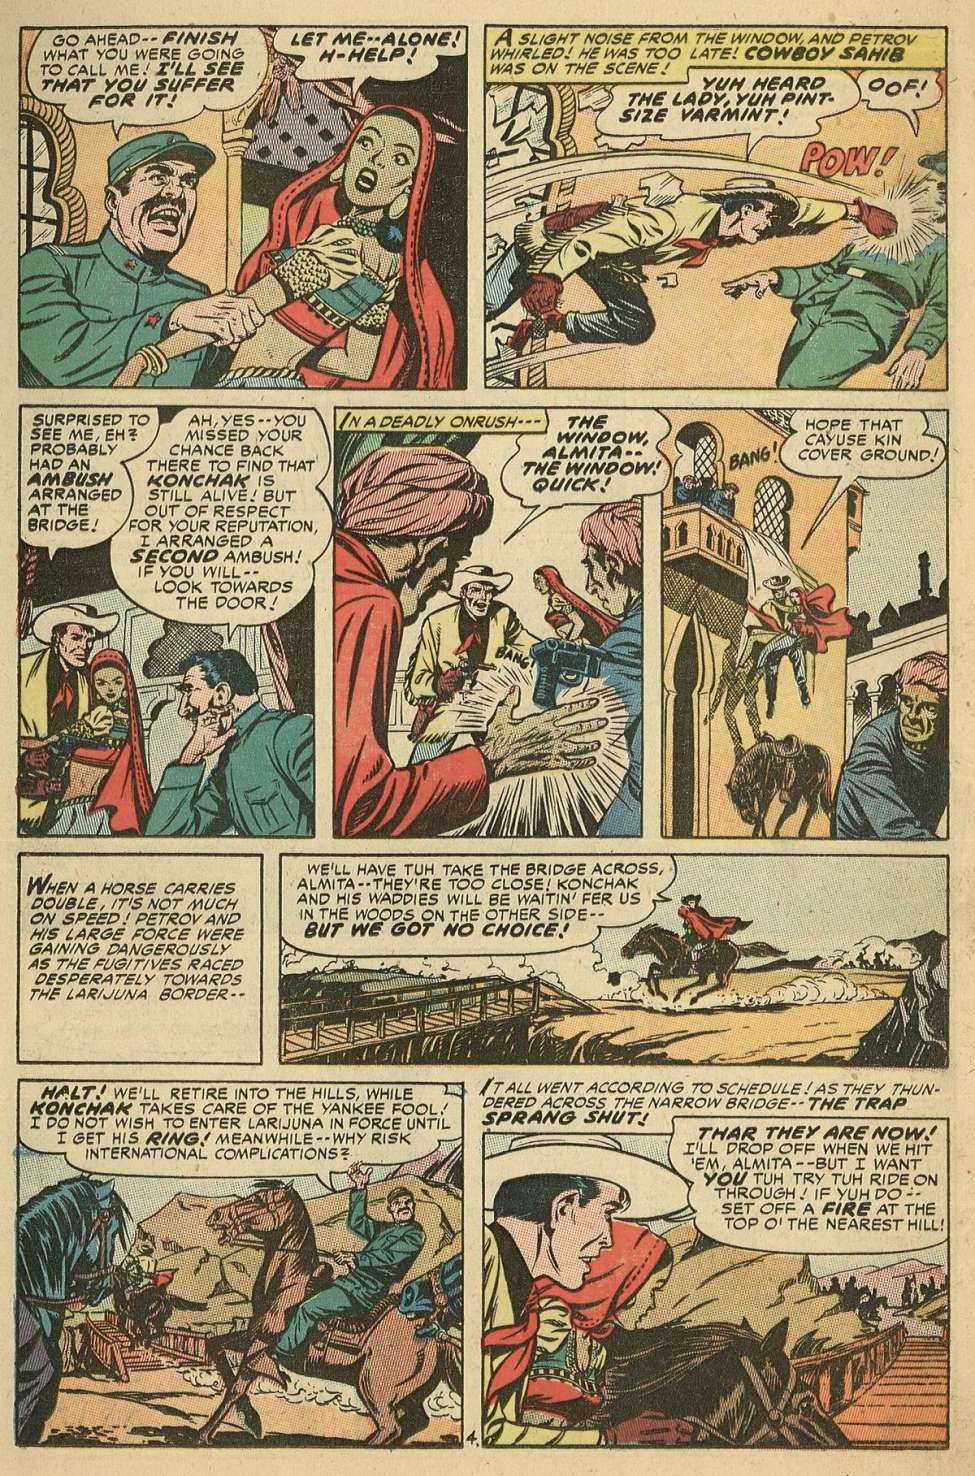 GO AHEAD-- FINISH
WHAT YOU WERE GOING
TO CALL ME! I'LL SEE
THAT YOU SUFFER
FOR IT!
LET ME--ALONE!
H-HELP!
A SLIGHT NOISE FROM THE WINDOW, AND PETROV
WHIRLED! HE WAS TOO LATE! COWBOY SAHIB
WAS ON THE SCENE!
YUH HEARD
THE LADY, YUH PINT-
SIZE VARMINT!
OOF!
POW!
SURPRISED TO
SEE ME, EH?
PROBABLY
HAD AN
AMBUSH
ARRANGED
AT THE
BRIDGE!
AH, YES--YOU
MISSED YOUR
CHANCE BACK
THERE TO FIND THAT
KONCHAK IS
STILL ALIVE! BUT
OUT OF RESPECT
FOR YOUR REPUTATION,
I ARRANGED A
SECOND AMBUSH!
IF YOU WILL--
LOOK TOWARDS
THE DOOR!
IN A DEADLY ONRUSH---
THE
WINDOW,
ALMITA--
THE WINDOW!
QUICK!
BANG!
BANG!
HOPE THAT
CAYUSE KIN
COVER GROUND!
WHEN A HORSE CARRIES
DOUBLE, IT'S NOT MUCH
ON SPEED! PETROV AND
HIS LARGE FORCE WERE
GAINING DANGEROUSLY
AS THE FUGITIVES RACED
DESPERATELY TOWARDS
THE LARIJUNA BORDER--
WE'LL HAVE TUH TAKE THE BRIDGE ACROSS,
ALMITA--THEY'RE TOO CLOSE! KONCHAK
AND HIS WADDIES WILL BE WAITIN' FER US
IN THE WOODS ON THE OTHER SIDE--
BUT WE GOT NO CHOICE!
HALT! WE'LL RETIRE INTO THE HILLS, WHILE
KONCHAK TAKES CARE OF THE YANKEE FOOL!
I DO NOT WISH TO ENTER LARIJUNA IN FORCE UNTIL
I GET HIS RING! MEANWHILE--WHY RISK
INTERNATIONAL COMPLICATIONS?
4.
IT ALL WENT ACCORDING TO SCHEDULE! AS THEY THUN-
DERED ACROSS THE NARROW BRIDGE-- THE TRAP
SPRANG SHUT!
THAR THEY ARE NOW!
I'LL DROP OFF WHEN WE HIT
'EM, ALMITA--BUT I WANT
YOU TUH TRY TUH RIDE ON
THROUGH! IF YUH DO--
SET OFF A FIRE AT THE
TOP O' THE NEAREST HILL!